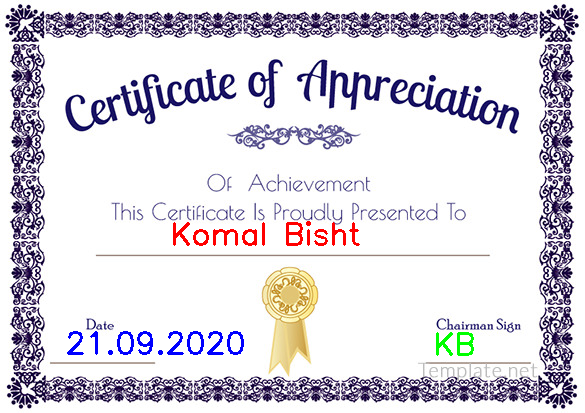 Certificate of Appreciation
Of Achievement
This Certificate Is Proudly Presented To
Komal Bisht
Date
21.09.2020
Chairman Sign
KB
Template.net